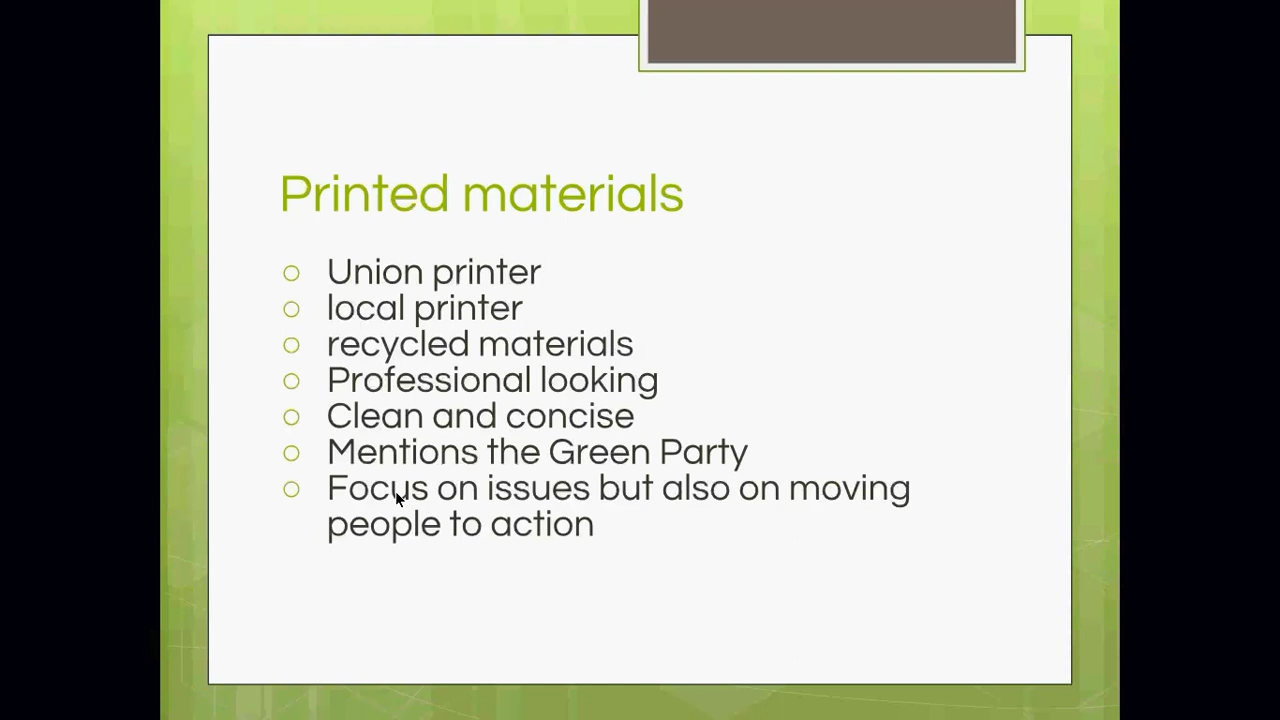 Printed materials
Union printer
local printer
recycled materials
Professional looking
Clean and concise
Mentions the Green Party
Focus on issues but also on moving
people to action